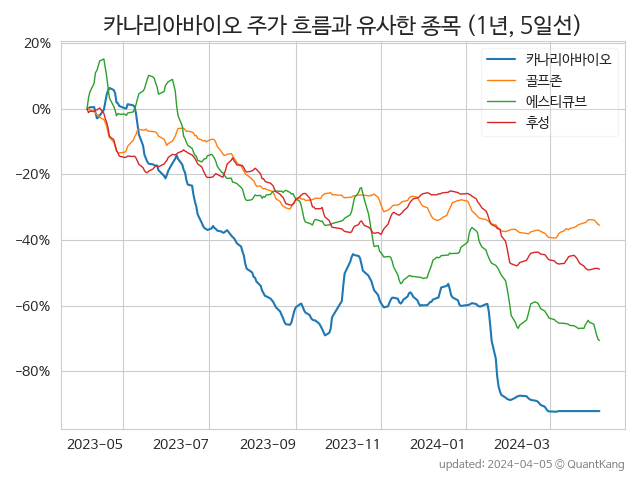 카나리아바이오 주가 흐름과 유사한 종목 (1년, 5일선)
카나리아바이오
골프존
에스티큐브
후성
20%
0%
−20%
−40%
−60%
−80%
2023-05 2023-07 2023-09 2023-11 2024-01 2024-03
updated: 2024-04-05 © QuantKang